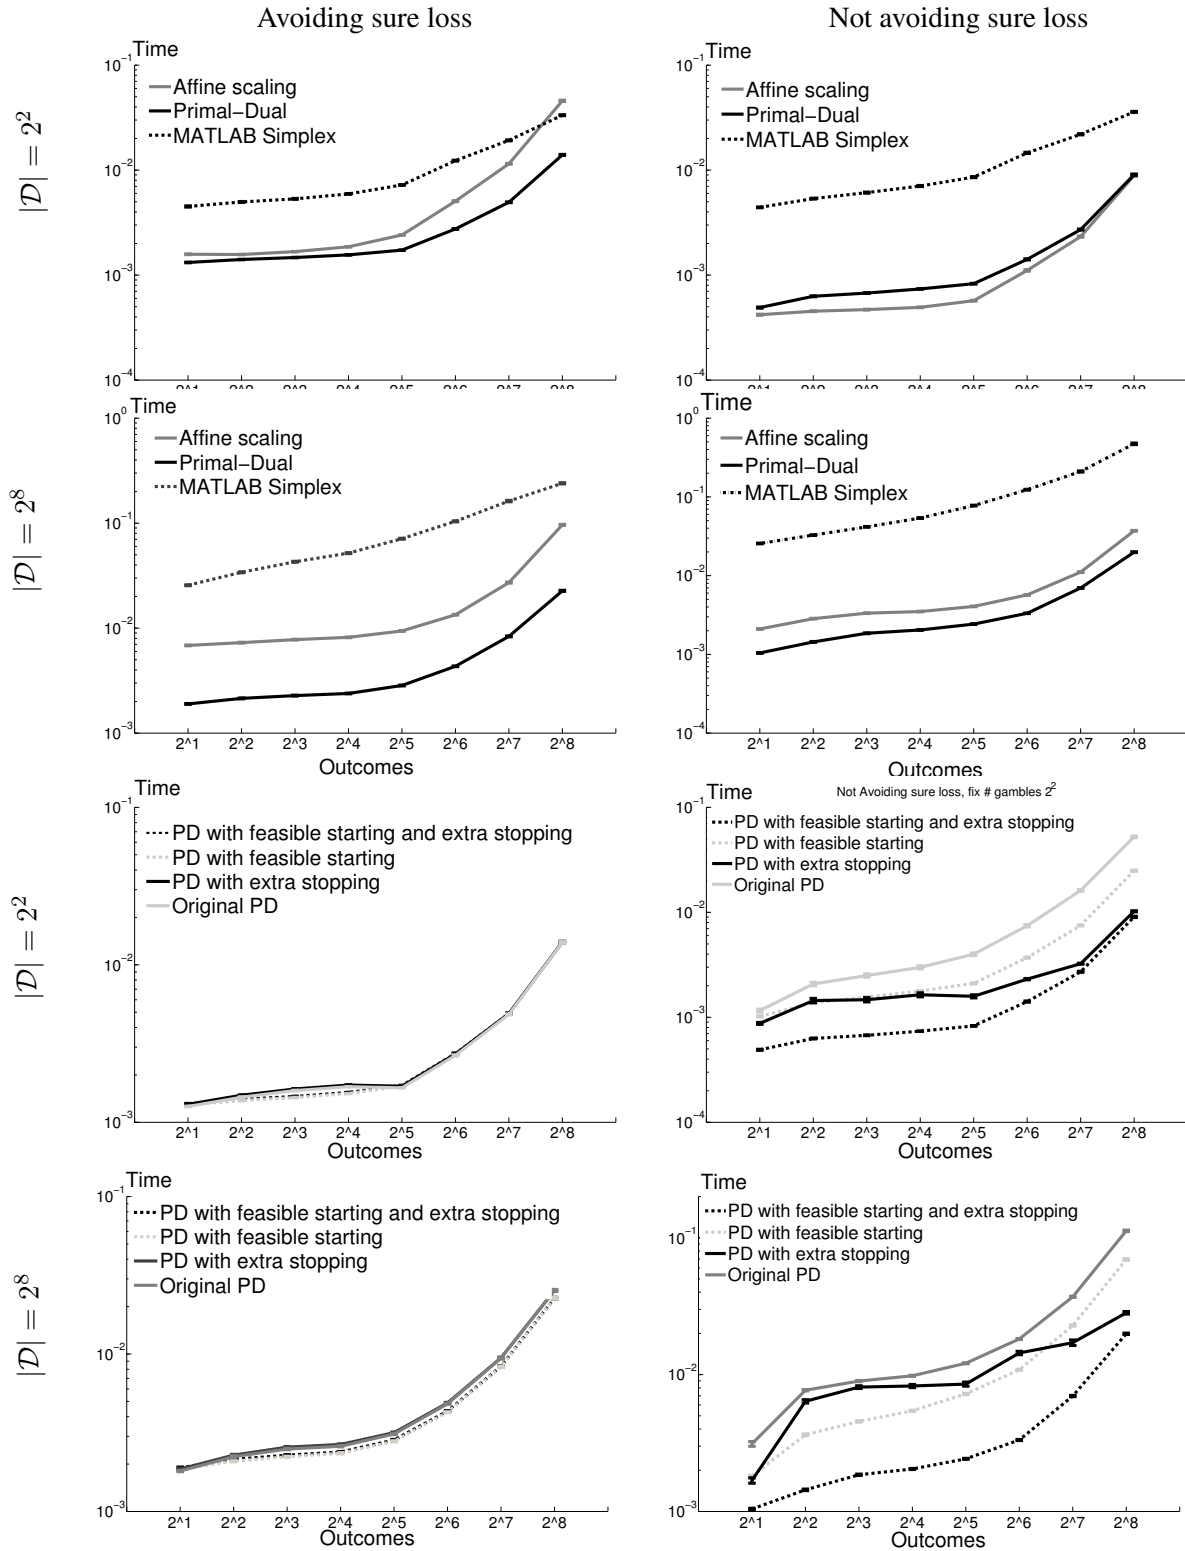 Avoiding sure loss
Not avoiding sure loss
|D| = 2^2
Time
10^-1
10^-2
10^-3
10^-4
Affine scaling
Primal–Dual
MATLAB Simplex
Time
10^-1
10^-2
10^-3
10^-4
Affine scaling
Primal–Dual
MATLAB Simplex
|D| = 2^8
Time
10^0
10^-1
10^-2
10^-3
Affine scaling
Primal–Dual
MATLAB Simplex
2^1 2^2 2^3 2^4 2^5 2^6 2^7 2^8
Outcomes
Time
10^0
10^-1
10^-2
10^-3
10^-4
Affine scaling
Primal–Dual
MATLAB Simplex
2^1 2^2 2^3 2^4 2^5 2^6 2^7 2^8
Outcomes
|D| = 2^2
Time
10^-1
10^-2
10^-3
PD with feasible starting and extra stopping
PD with feasible starting
PD with extra stopping
Original PD
2^1 2^2 2^3 2^4 2^5 2^6 2^7 2^8
Outcomes
Time
Not Avoiding sure loss, fix # gambles 2^2
10^-1
10^-2
10^-3
10^-4
PD with feasible starting and extra stopping
PD with feasible starting
PD with extra stopping
Original PD
2^1 2^2 2^3 2^4 2^5 2^6 2^7 2^8
Outcomes
|D| = 2^8
Time
10^-1
10^-2
10^-3
PD with feasible starting and extra stopping
PD with feasible starting
PD with extra stopping
Original PD
2^1 2^2 2^3 2^4 2^5 2^6 2^7 2^8
Outcomes
Time
10^-1
10^-2
10^-3
PD with feasible starting and extra stopping
PD with feasible starting
PD with extra stopping
Original PD
2^1 2^2 2^3 2^4 2^5 2^6 2^7 2^8
Outcomes